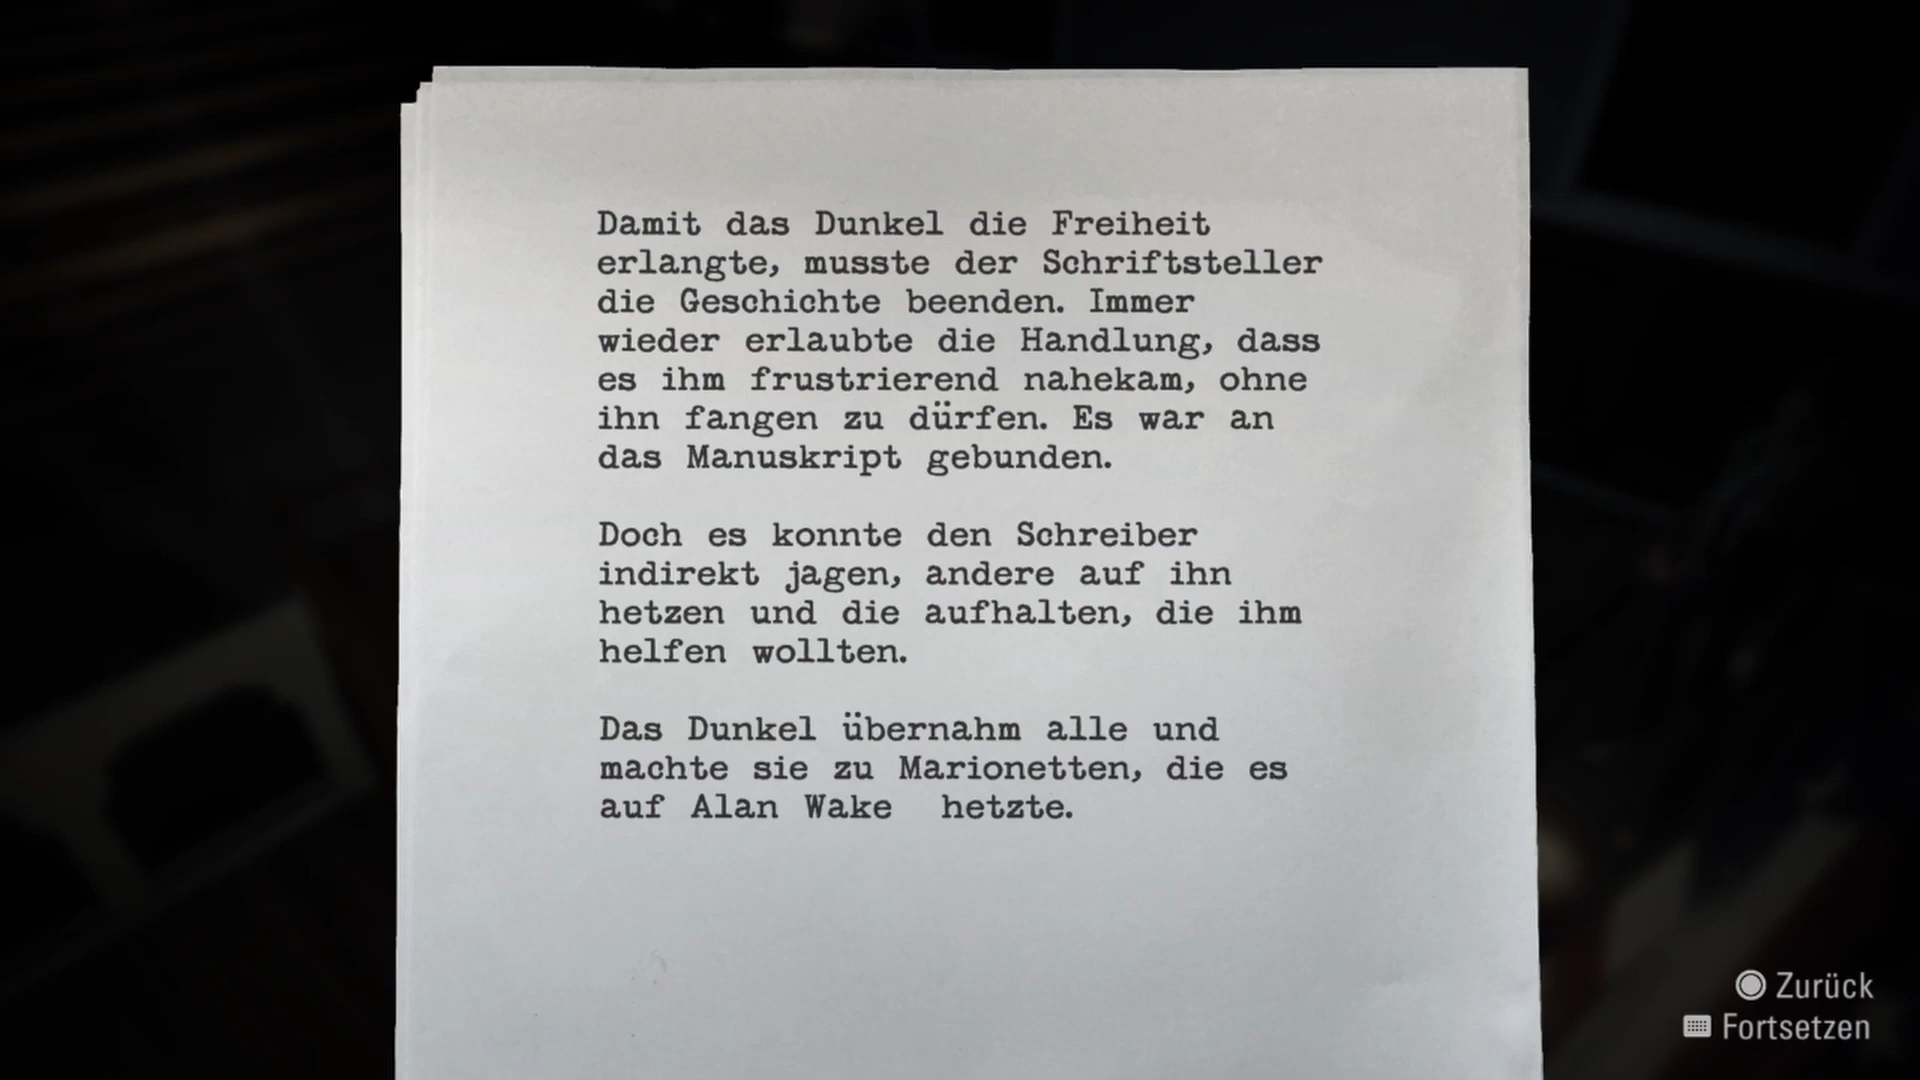 Damit das Dunkel die Freiheit
erlangte, musste der Schriftsteller
die Geschichte beenden. Immer
wieder erlaubte die Handlung, dass
es ihm frustrierend nahekam, ohne
ihn fangen zu dürfen. Es war an
das Manuskript gebunden.
Doch es konnte den Schreiber
indirekt jagen, andere auf ihn
hetzen und die aufhalten, die ihm
helfen wollten.
Das Dunkel übernahm alle und
machte sie zu Marionetten, die es
auf Alan Wake  hetzte.
Zurück
Fortsetzen